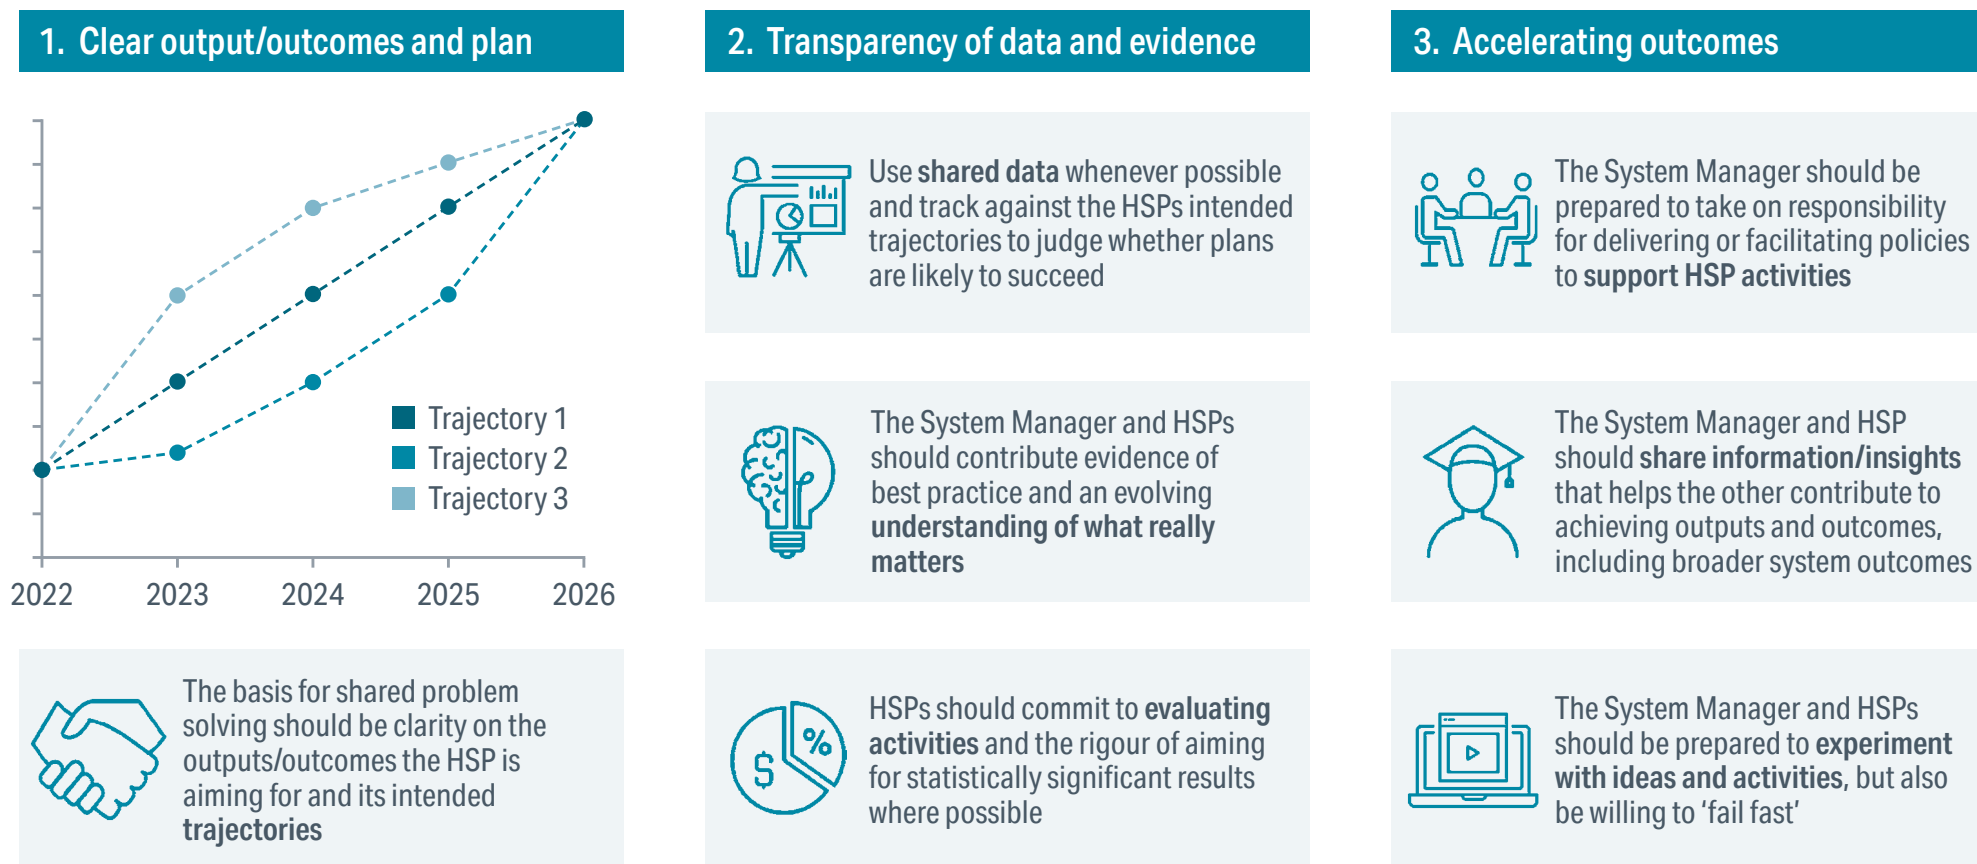 1. Clear output/outcomes and plan
Trajectory 1
Trajectory 2
Trajectory 3
2022 2023 2024 2025 2026
The basis for shared problem
solving should be clarity on the
outputs/outcomes the HSP is
aiming for and its intended
trajectories
2. Transparency of data and evidence
Use shared data whenever possible
and track against the HSPs intended
trajectories to judge whether plans
are likely to succeed
The System Manager and HSPs
should contribute evidence of
best practice and an evolving
understanding of what really
matters
$ %
HSPs should commit to evaluating
activities and the rigour of aiming
for statistically significant results
where possible
3. Accelerating outcomes
The System Manager should be
prepared to take on responsibility
for delivering or facilitating policies
to support HSP activities
The System Manager and HSP
should share information/insights
that helps the other contribute to
achieving outputs and outcomes,
including broader system outcomes
The System Manager and HSPs
should be prepared to experiment
with ideas and activities, but also
be willing to ‘fail fast’